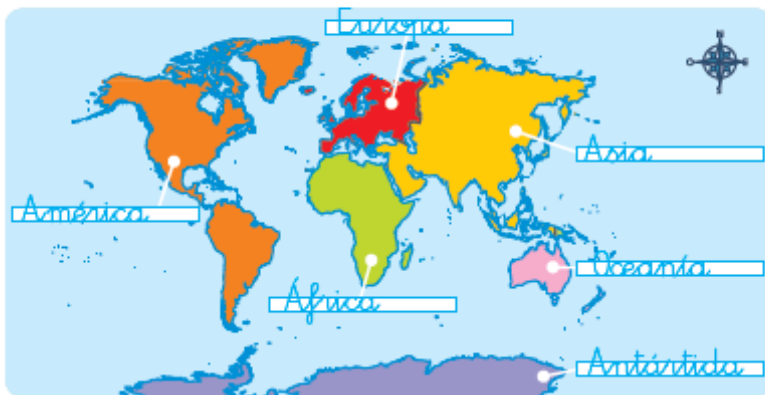 Europa
N
O E
S
Asia
América
Oceanía
África
Antártida